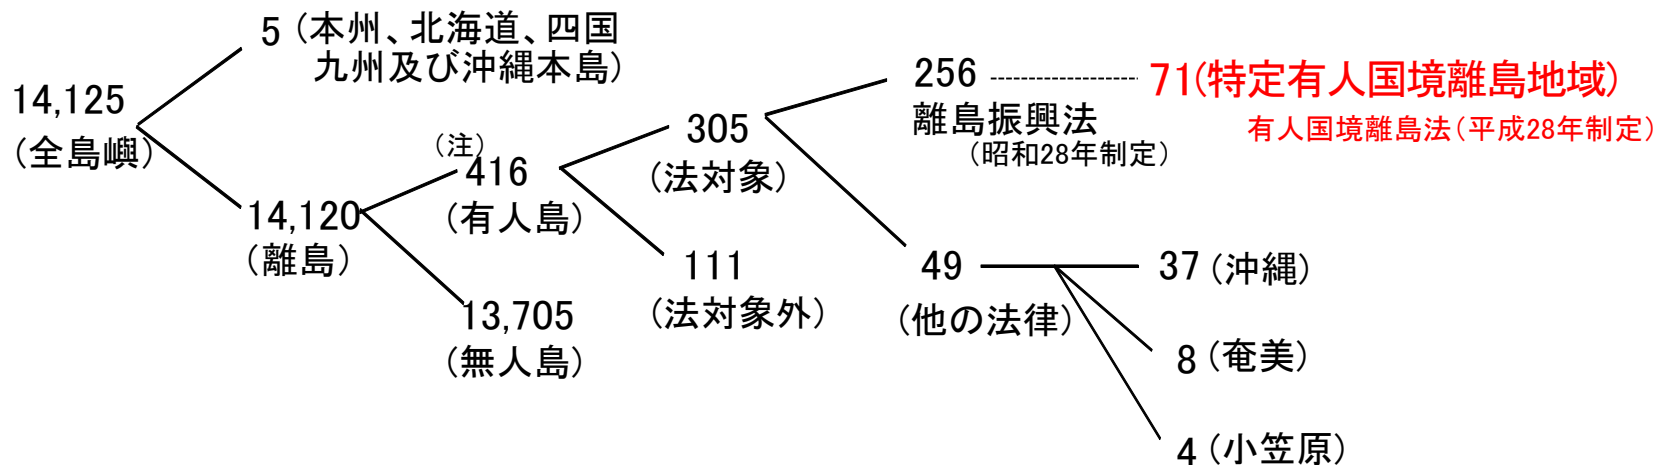 14,125
(全島嶼)
5 (本州、北海道、四国
九州及び沖縄本島)
14,120
(離島)
(注)
416
(有人島)
13,705
(無人島)
305
(法対象)
111
(法対象外)
256
離島振興法
(昭和28年制定)
71(特定有人国境離島地域)
有人国境離島法(平成28年制定)
49
(他の法律)
37 (沖縄)
8 (奄美)
4 (小笠原)